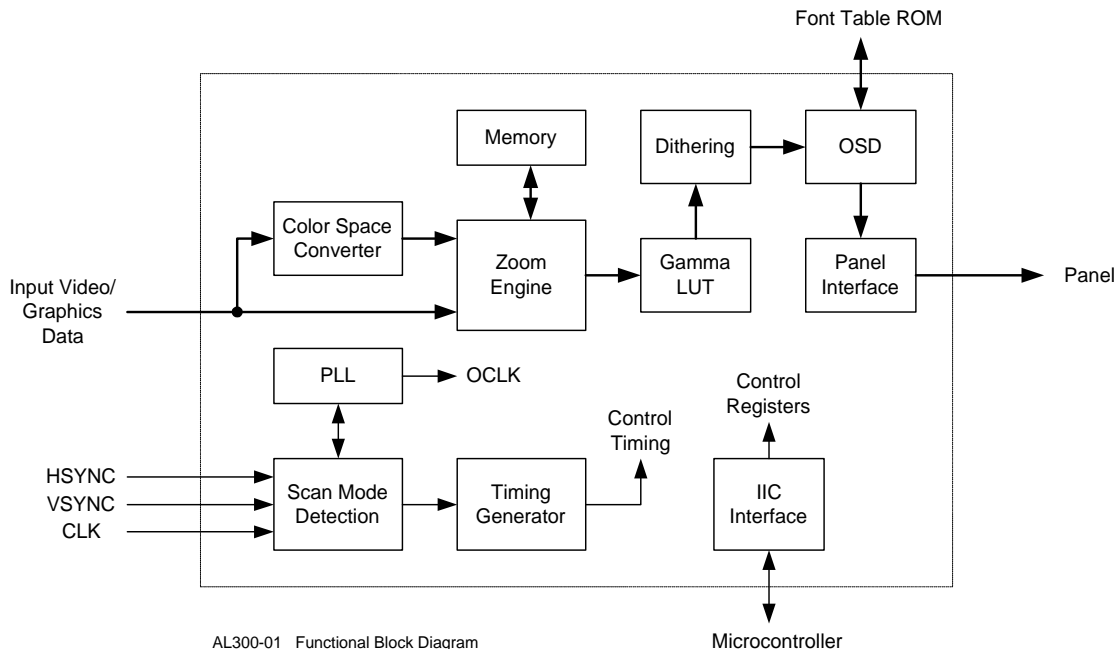 Font Table ROM
Memory
Dithering
OSD
Color Space
Converter
Zoom
Engine
Gamma
LUT
Panel
Interface
Panel
Input Video/
Graphics
Data
PLL
OCLK
Control
Timing
Control
Registers
HSYNC
VSYNC
CLK
Scan Mode
Detection
Timing
Generator
IIC
Interface
AL300-01 Functional Block Diagram
Microcontroller